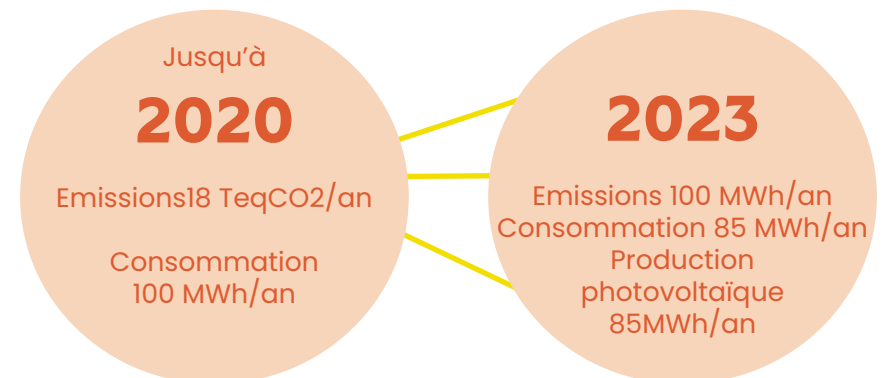 Jusqu'à
2020
Emissions18 TeqCO2/an
Consommation
100 MWh/an
2023
Emissions 100 MWh/an
Consommation 85 MWh/an
Production
photovoltaïque
85MWh/an